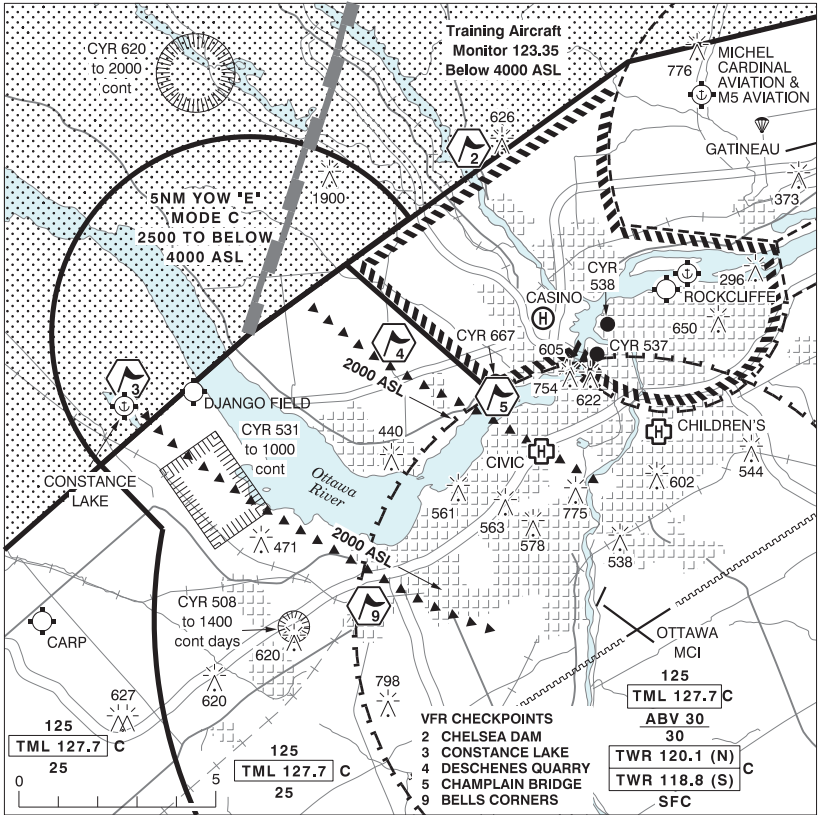 CYR 620
to 2000
cont
Training Aircraft
Monitor 123.35
Below 4000 ASL
776
MICHEL
CARDINAL
AVIATION &
M5 AVIATION
626
2
GATINEAU
1900
373
5NM YOW "E"
MODE C
2500 TO BELOW
4000 ASL
CYR
538
296
CASINO
H
ROCKCLIFFE
650
CYR 667
4
605
CYR 537
2000 ASL
754
622
3
5
DJANGO FIELD
CYR 531
to 1000
cont
440
CHILDREN'S
H
H
CIVIC
544
CONSTANCE
LAKE
Ottawa
River
602
561
563
775
578
471
2000 ASL
538
CYR 508
to 1400
cont days
9
CARP
620
OTTAWA
MCI
620
627
798
125
TML 127.7 C
25
0
5
125
TML 127.7 C
25
VFR CHECKPOINTS
2 CHELSEA DAM
3 CONSTANCE LAKE
4 DESCHENES QUARRY
5 CHAMPLAIN BRIDGE
9 BELLS CORNERS
125
TML 127.7 C
ABV 30
30
TWR 120.1 (N)
C
TWR 118.8 (S)
SFC